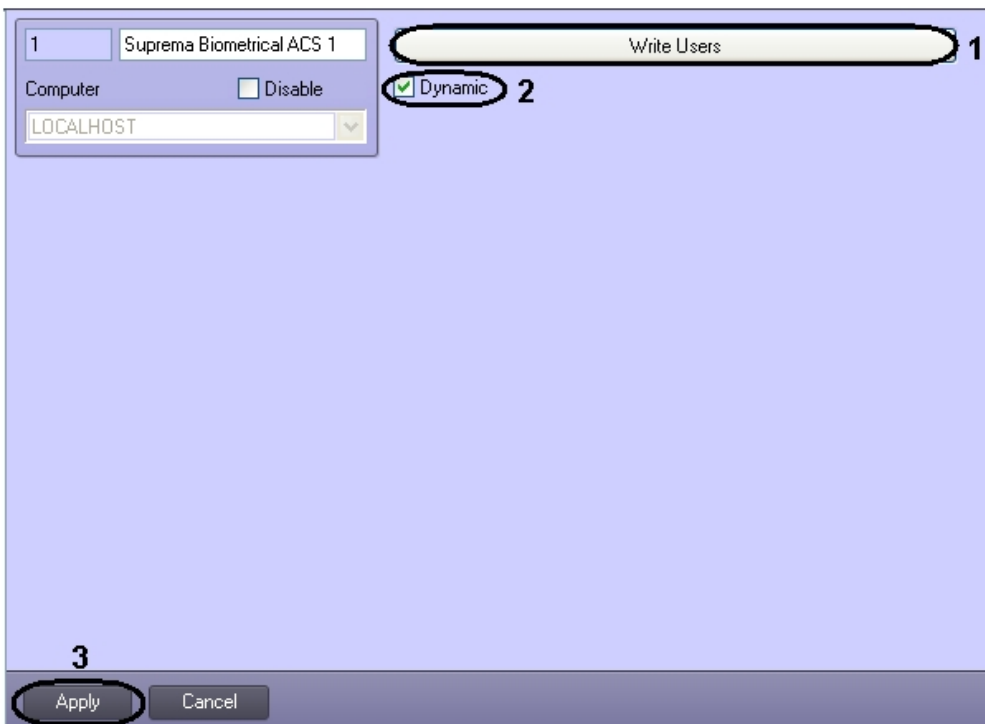 1 Suprema Biometrical ACS 1
Write Users 1
Computer Disable
Dynamic 2
LOCALHOST
3
Apply Cancel